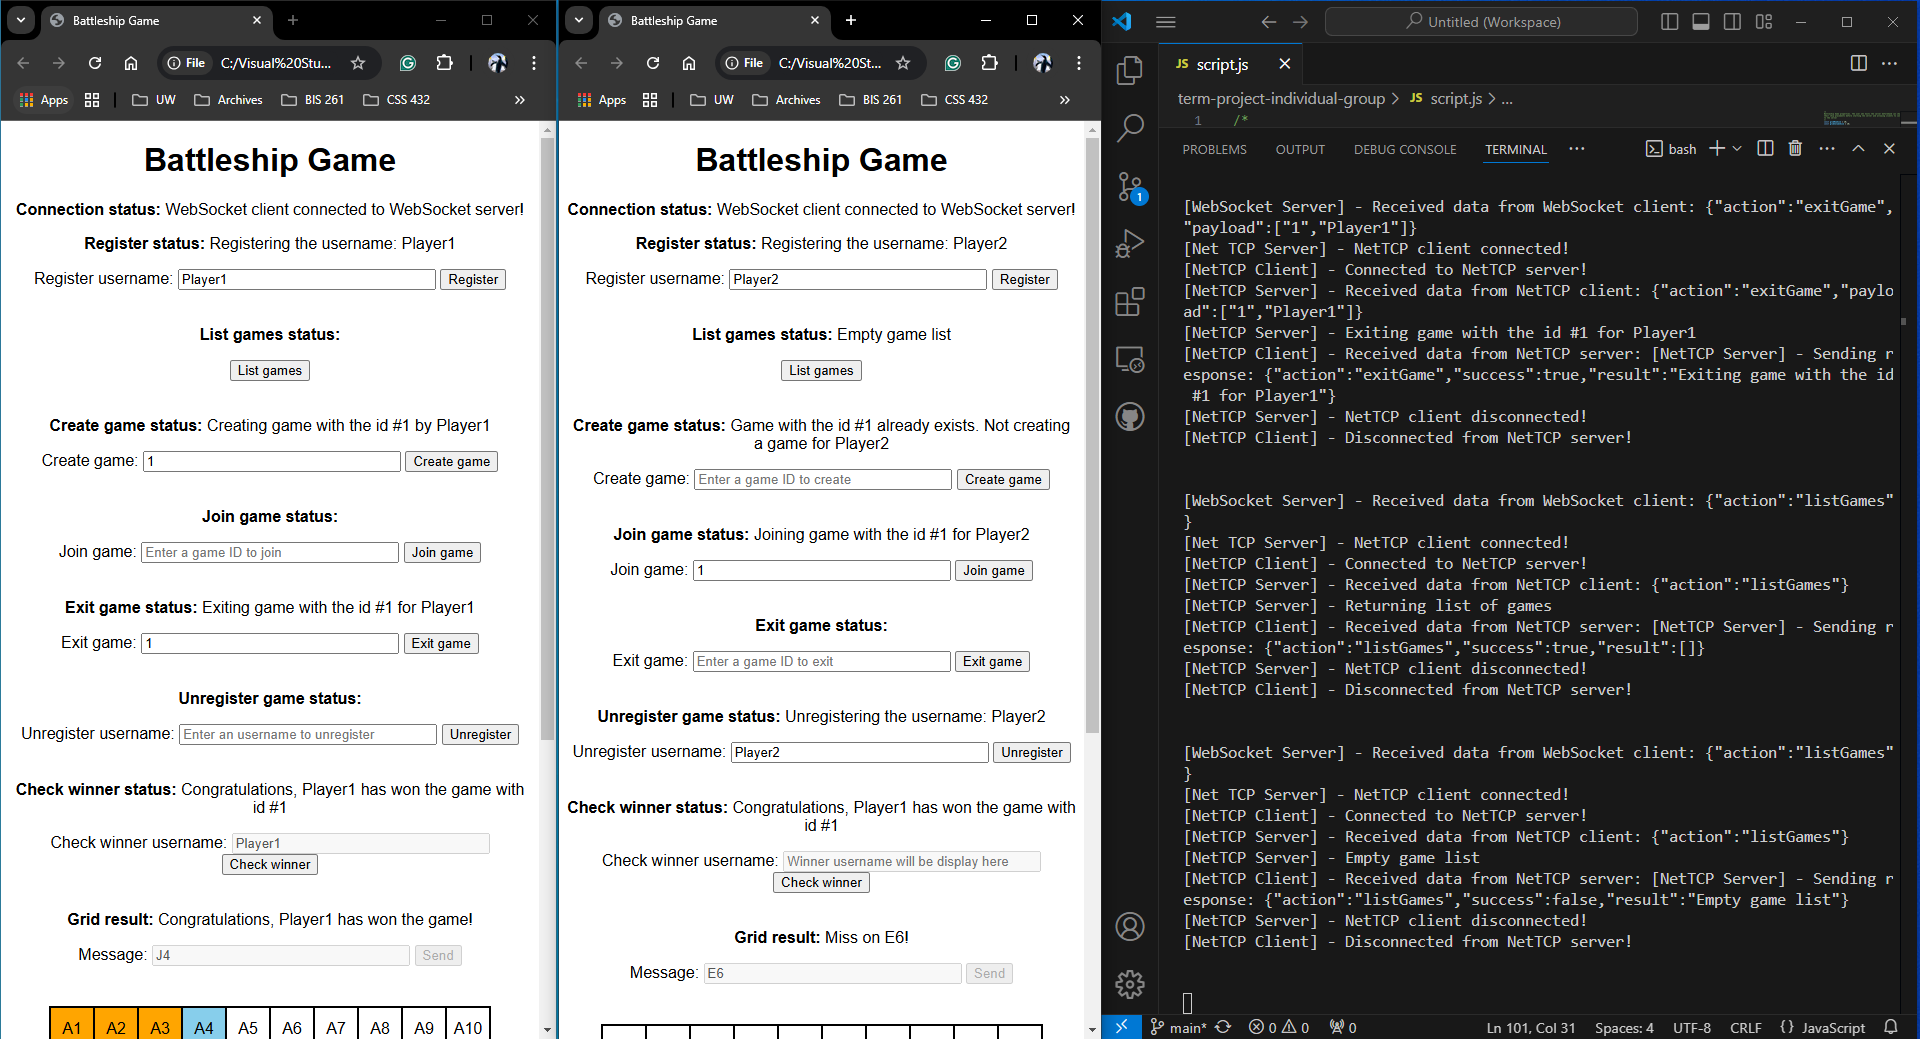 Battleship Game
File
C:/Visual%20Stu...
Apps
UW
Archives
BIS 261
CSS 432
»
Battleship Game
Connection status: WebSocket client connected to WebSocket server!
Register status: Registering the username: Player1
Register username: Player1 Register
List games status:
List games
Create game status: Creating game with the id #1 by Player1
Create game: 1 Create game
Join game status:
Join game: Enter a game ID to join Join game
Exit game status: Exiting game with the id #1 for Player1
Exit game: 1 Exit game
Unregister game status:
Unregister username: Enter an username to unregister Unregister
Check winner status: Congratulations, Player1 has won the game with
id #1
Check winner username: Player1
Check winner
Grid result: Congratulations, Player1 has won the game!
Message: J4 Send
A1 A2 A3 A4 A5 A6 A7 A8 A9 A10
Battleship Game
File
C:/Visual%20St...
Apps
UW
Archives
BIS 261
CSS 432
»
Battleship Game
Connection status: WebSocket client connected to WebSocket server!
Register status: Registering the username: Player2
Register username: Player2 Register
List games status: Empty game list
List games
Create game status: Game with the id #1 already exists. Not creating
a game for Player2
Create game: Enter a game ID to create Create game
Join game status: Joining game with the id #1 for Player2
Join game: 1 Join game
Exit game status:
Exit game: Enter a game ID to exit Exit game
Unregister game status: Unregistering the username: Player2
Unregister username: Player2 Unregister
Check winner status: Congratulations, Player1 has won the game with
id #1
Check winner username: Winner username will be display here
Check winner
Grid result: Miss on E6!
Message: E6 Send
Untitled (Workspace)
JS script.js
term-project-individual-group > JS script.js > ...
1 /*
PROBLEMS OUTPUT DEBUG CONSOLE TERMINAL ... bash
[WebSocket Server] - Received data from WebSocket client: {"action":"exitGame",
"payload":["1","Player1"]}
[Net TCP Server] - NetTCP client connected!
[NetTCP Client] - Connected to NetTCP server!
[NetTCP Server] - Received data from NetTCP client: {"action":"exitGame","paylo
ad":["1","Player1"]}
[NetTCP Server] - Exiting game with the id #1 for Player1
[NetTCP Client] - Received data from NetTCP server: [NetTCP Server] - Sending r
esponse: {"action":"exitGame","success":true,"result":"Exiting game with the id
#1 for Player1"}
[NetTCP Server] - NetTCP client disconnected!
[NetTCP Client] - Disconnected from NetTCP server!
[WebSocket Server] - Received data from WebSocket client: {"action":"listGames"
}
[Net TCP Server] - NetTCP client connected!
[NetTCP Client] - Connected to NetTCP server!
[NetTCP Server] - Received data from NetTCP client: {"action":"listGames"}
[NetTCP Server] - Returning list of games
[NetTCP Client] - Received data from NetTCP server: [NetTCP Server] - Sending r
esponse: {"action":"listGames","success":true,"result":[]}
[NetTCP Server] - NetTCP client disconnected!
[NetTCP Client] - Disconnected from NetTCP server!
[WebSocket Server] - Received data from WebSocket client: {"action":"listGames"
}
[Net TCP Server] - NetTCP client connected!
[NetTCP Client] - Connected to NetTCP server!
[NetTCP Server] - Received data from NetTCP client: {"action":"listGames"}
[NetTCP Server] - Empty game list
[NetTCP Client] - Received data from NetTCP server: [NetTCP Server] - Sending r
esponse: {"action":"listGames","success":false,"result":"Empty game list"}
[NetTCP Server] - NetTCP client disconnected!
[NetTCP Client] - Disconnected from NetTCP server!
1
main* 0 0 0 Ln 101, Col 31 Spaces: 4 UTF-8 CRLF {} JavaScript